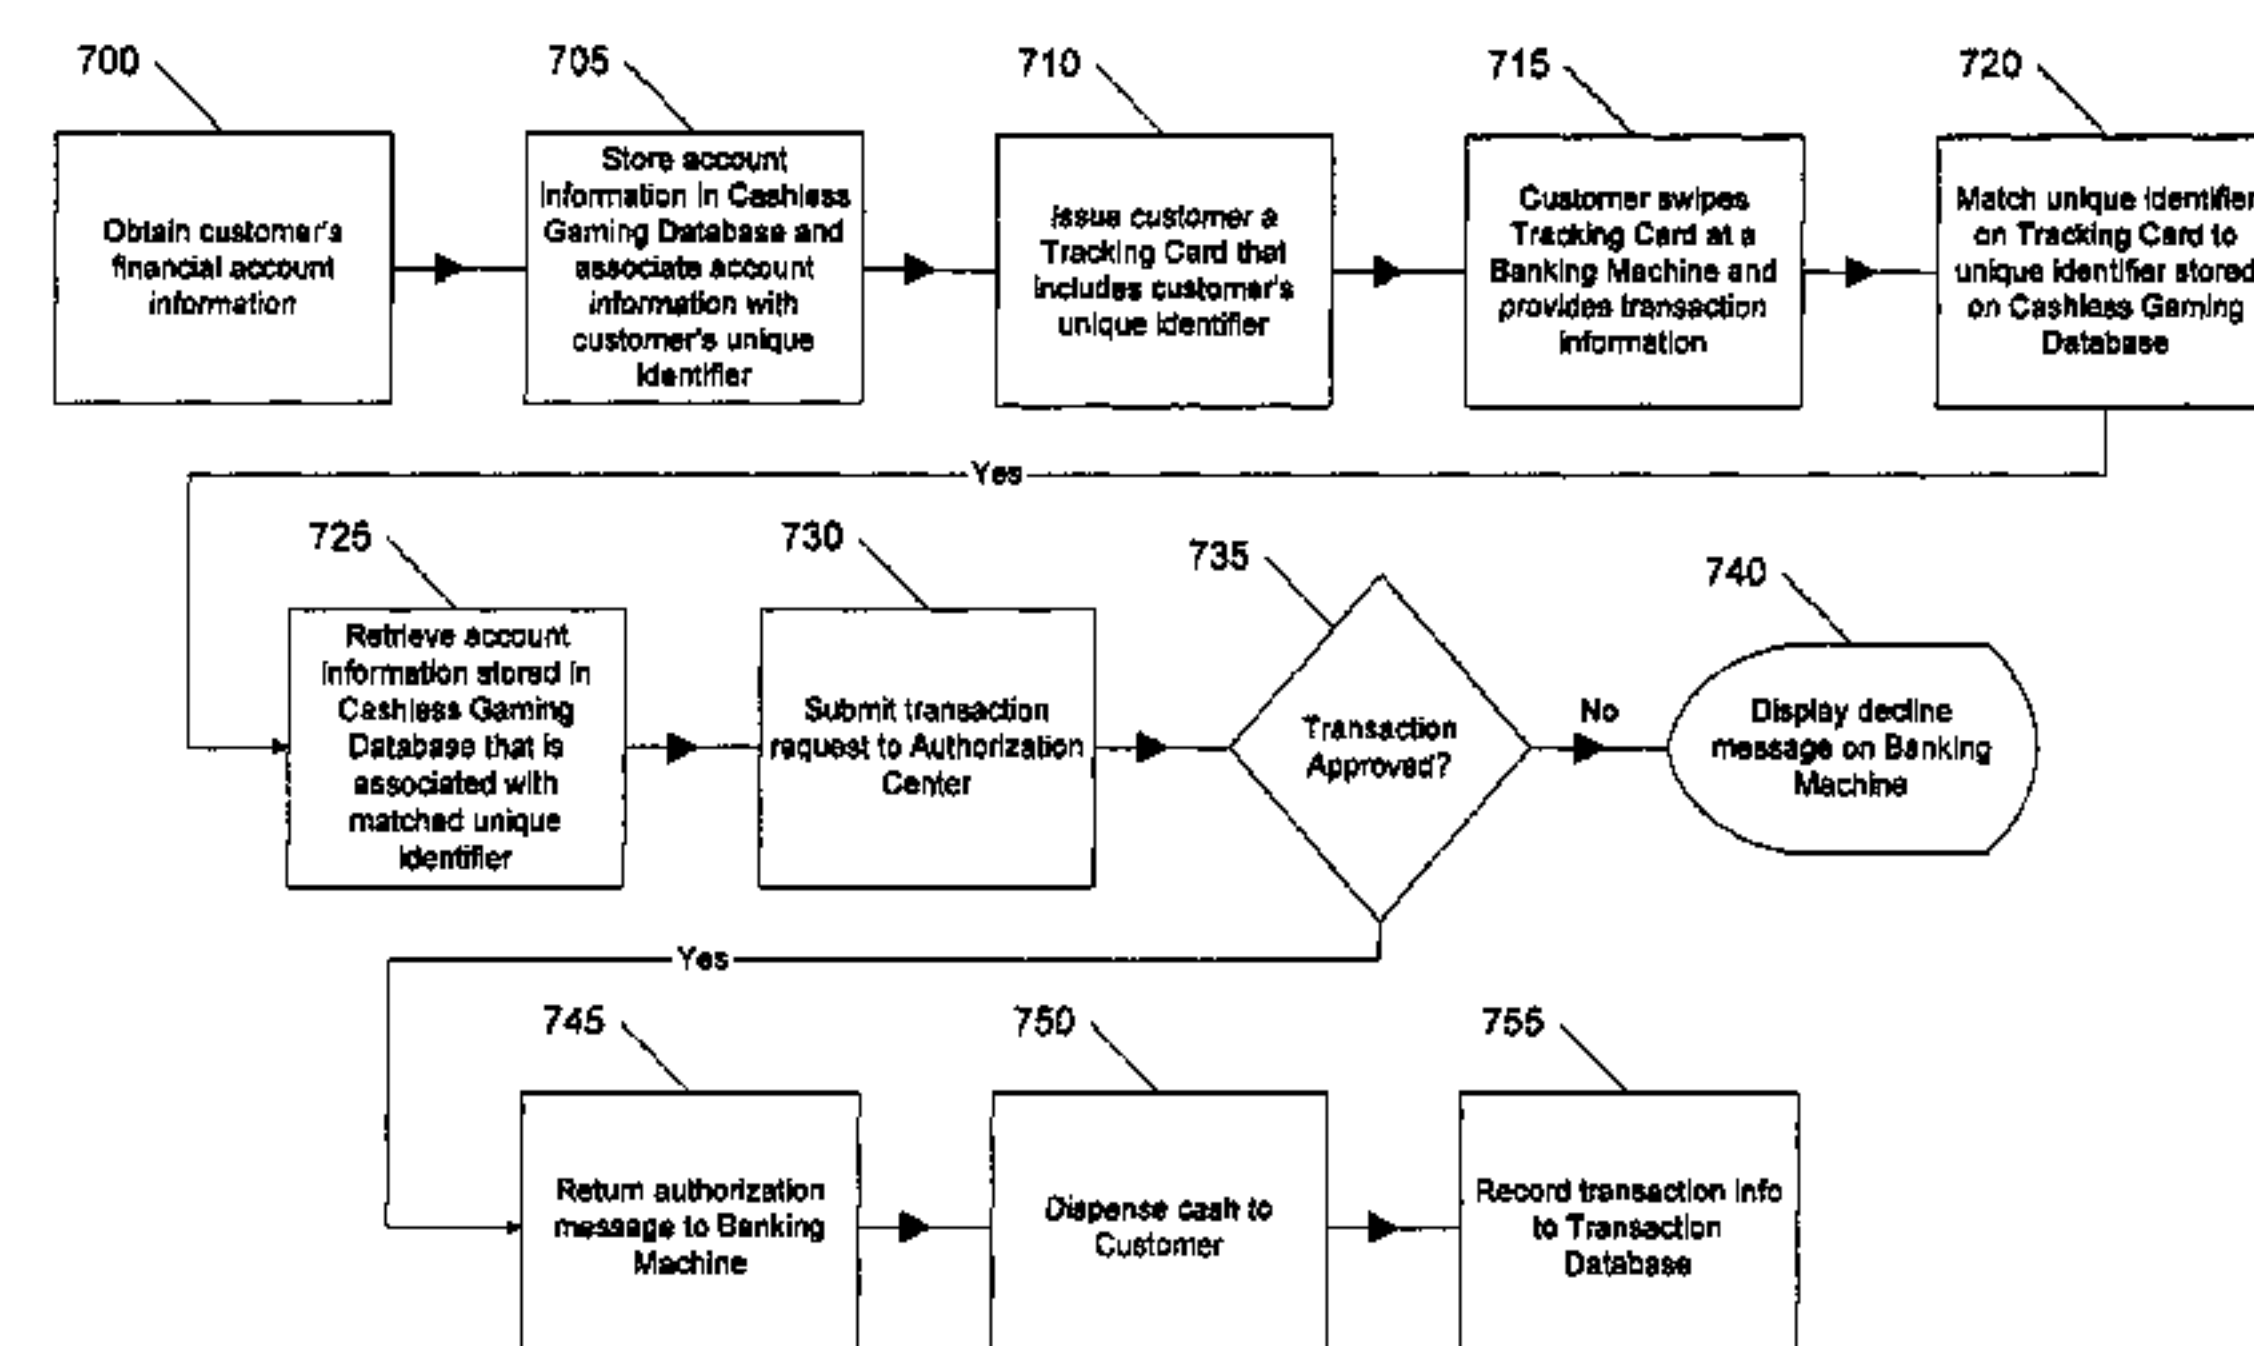 700
705
710
715
720
Obtain customer's
financial account
information
Store account
information in Cashless
Gaming Database and
associate account
information with
customer's unique
identifier
Issue customer a
Tracking Card that
includes customer's
unique identifier
Customer swipes
Tracking Card at a
Banking Machine and
provides transaction
information
Match unique identifier
on Tracking Card to
unique identifier stored
on Cashless Gaming
Database
Yes
725
730
735
740
Retrieve account
information stored in
Cashless Gaming
Database that is
associated with
matched unique
identifier
Submit transaction
request to Authorization
Center
Transaction
Approved?
No
Display decline
message on Banking
Machine
Yes
745
750
755
Return authorization
message to Banking
Machine
Dispense cash to
Customer
Record transaction info
to Transaction
Database